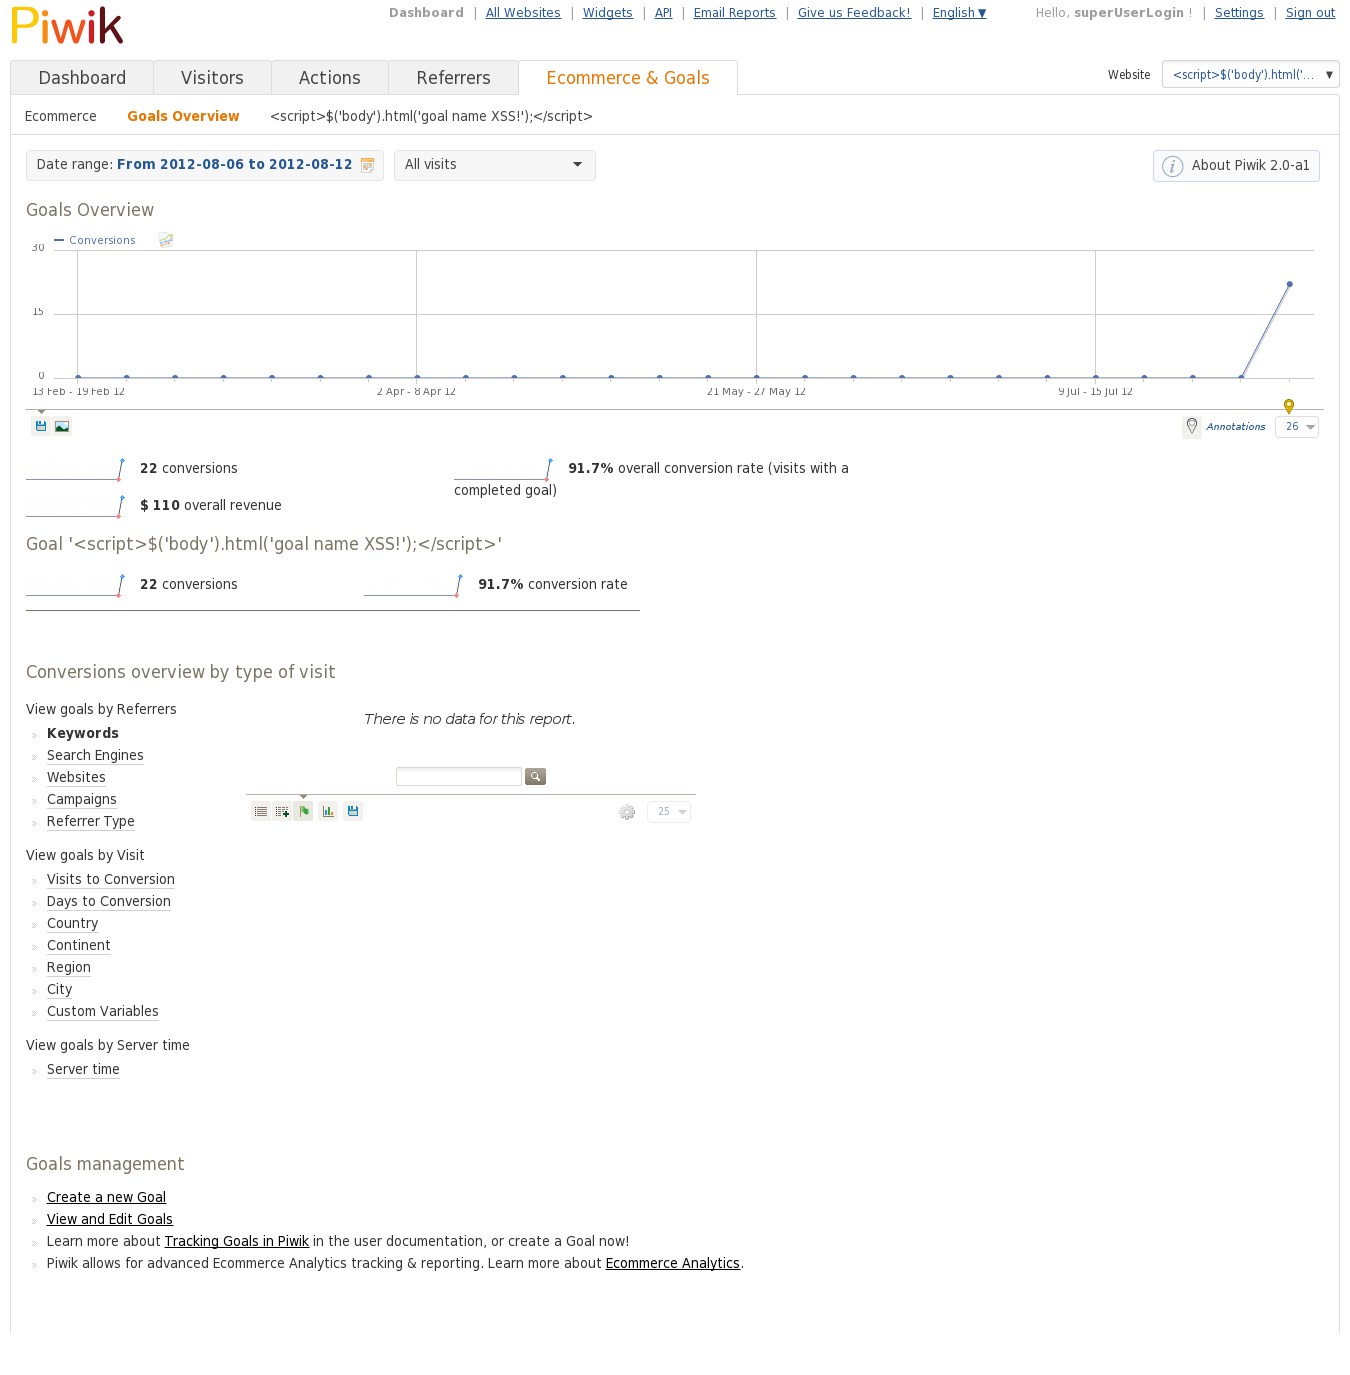 Piwik
Dashboard | All Websites | Widgets | API | Email Reports | Give us Feedback! | English ▼
Hello, superUserLogin ! | Settings | Sign out
Dashboard Visitors Actions Referrers Ecommerce & Goals
Website <script>$('body').html('... ▼
Ecommerce Goals Overview <script>$('body').html('goal name XSS!');</script>
Date range: From 2012-08-06 to 2012-08-12 All visits About Piwik 2.0-a1
Goals Overview
Conversions
30
15
0
13 Feb - 19 Feb 12 2 Apr - 8 Apr 12 21 May - 27 May 12 9 Jul - 15 Jul 12
Annotations 26
22 conversions
91.7% overall conversion rate (visits with a
completed goal)
$ 110 overall revenue
Goal '<script>$('body').html('goal name XSS!');</script>'
22 conversions 91.7% conversion rate
Conversions overview by type of visit
View goals by Referrers
Keywords
Search Engines
Websites
Campaigns
Referrer Type
There is no data for this report.
25
View goals by Visit
Visits to Conversion
Days to Conversion
Country
Continent
Region
City
Custom Variables
View goals by Server time
Server time
Goals management
Create a new Goal
View and Edit Goals
Learn more about Tracking Goals in Piwik in the user documentation, or create a Goal now!
Piwik allows for advanced Ecommerce Analytics tracking & reporting. Learn more about Ecommerce Analytics.